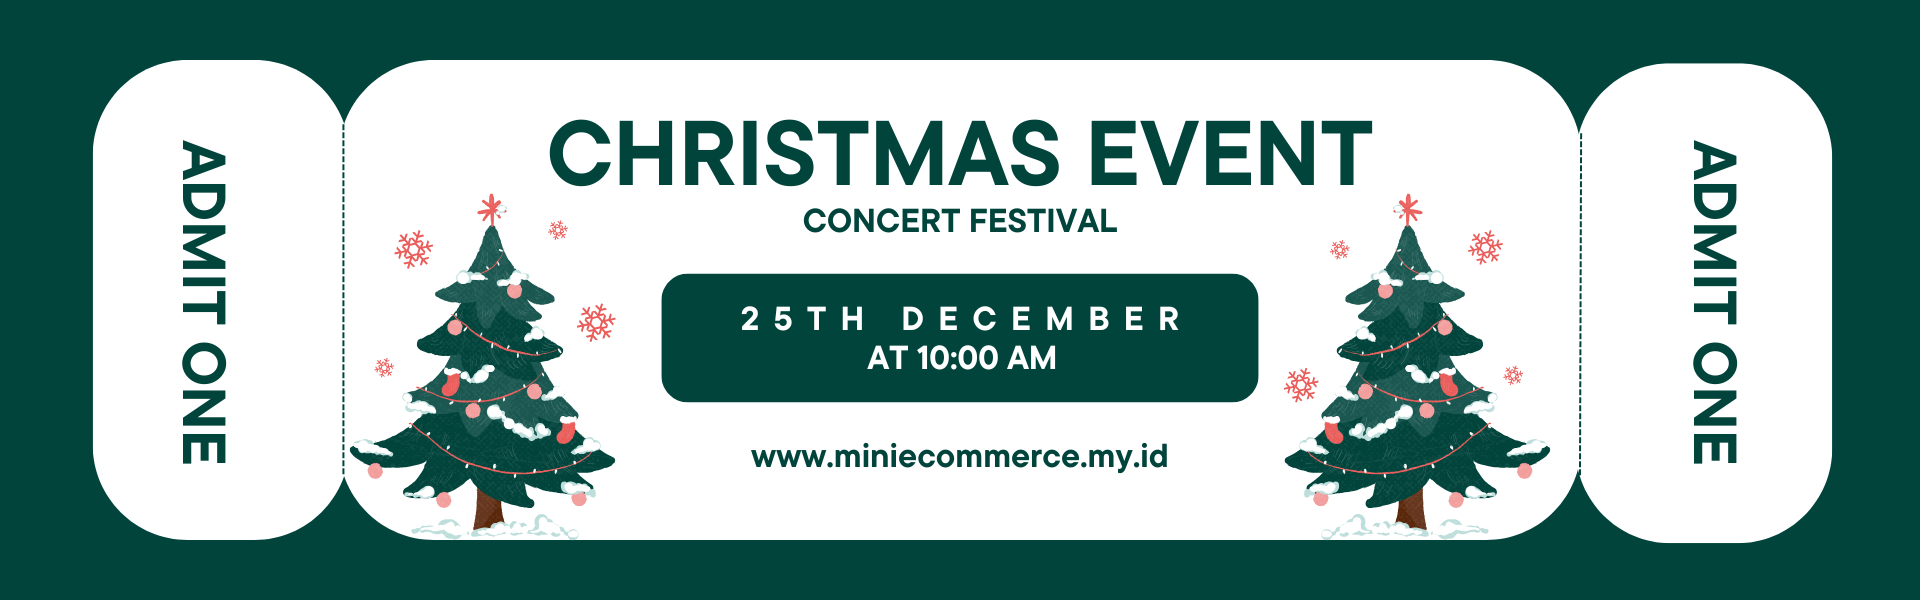 ADMIT ONE
CHRISTMAS EVENT
CONCERT FESTIVAL
25TH DECEMBER
AT 10:00 AM
www.miniecommerce.my.id
ADMIT ONE